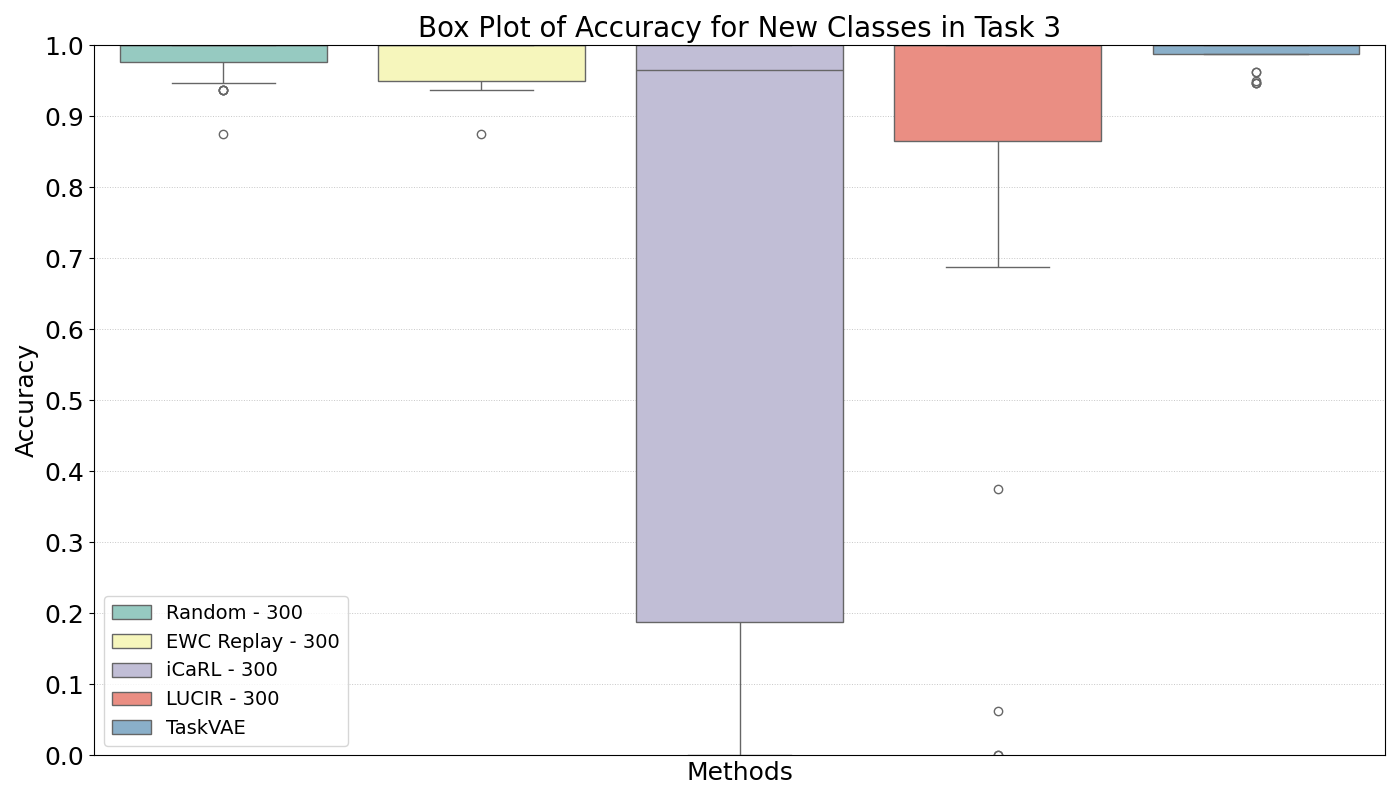 Box Plot of Accuracy for New Classes in Task 3
1.0
0.9
0.8
0.7
0.6
0.5
0.4
0.3
0.2
0.1
0.0
Accuracy
Random - 300
EWC Replay - 300
iCaRL - 300
LUCIR - 300
TaskVAE
Methods